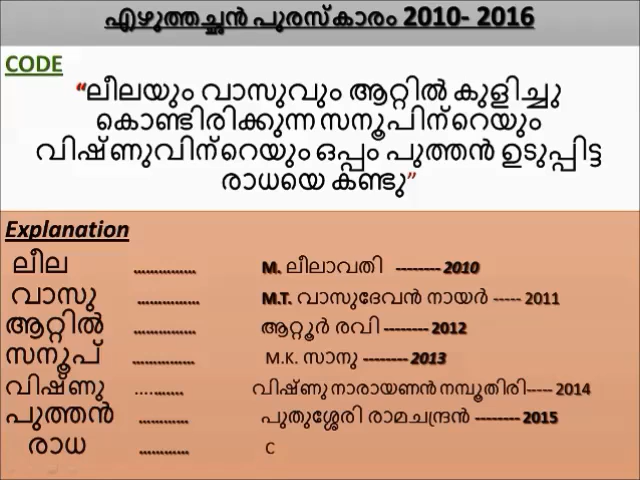 എഴുത്തച്ഛൻ പുരസ്കാരം 2010- 2016
CODE
“ലീലയും വാസുവും ആറ്റിൽ കുളിച്ചു
കൊണ്ടിരിക്കുന്ന സനൂപിന്റെയും
വിഷ്ണുവിന്റെയും ഒപ്പം പുത്തൻ ഉടുപ്പിട്ട
രാധയെ കണ്ടു”
Explanation
ലീല ............... M. ലീലാവതി -------- 2010
വാസു ............... M.T. വാസുദേവൻ നായർ ----- 2011
ആറ്റിൽ ............... ആറ്റൂർ രവി -------- 2012
സനൂപ് ............... M.K. സാനു -------- 2013
വിഷ്ണു ............ വിഷ്ണുനാരായണൻ നമ്പൂതിരി----- 2014
പുത്തൻ ............ പുതുശ്ശേരി രാമചന്ദ്രൻ -------- 2015
രാധ ............ C